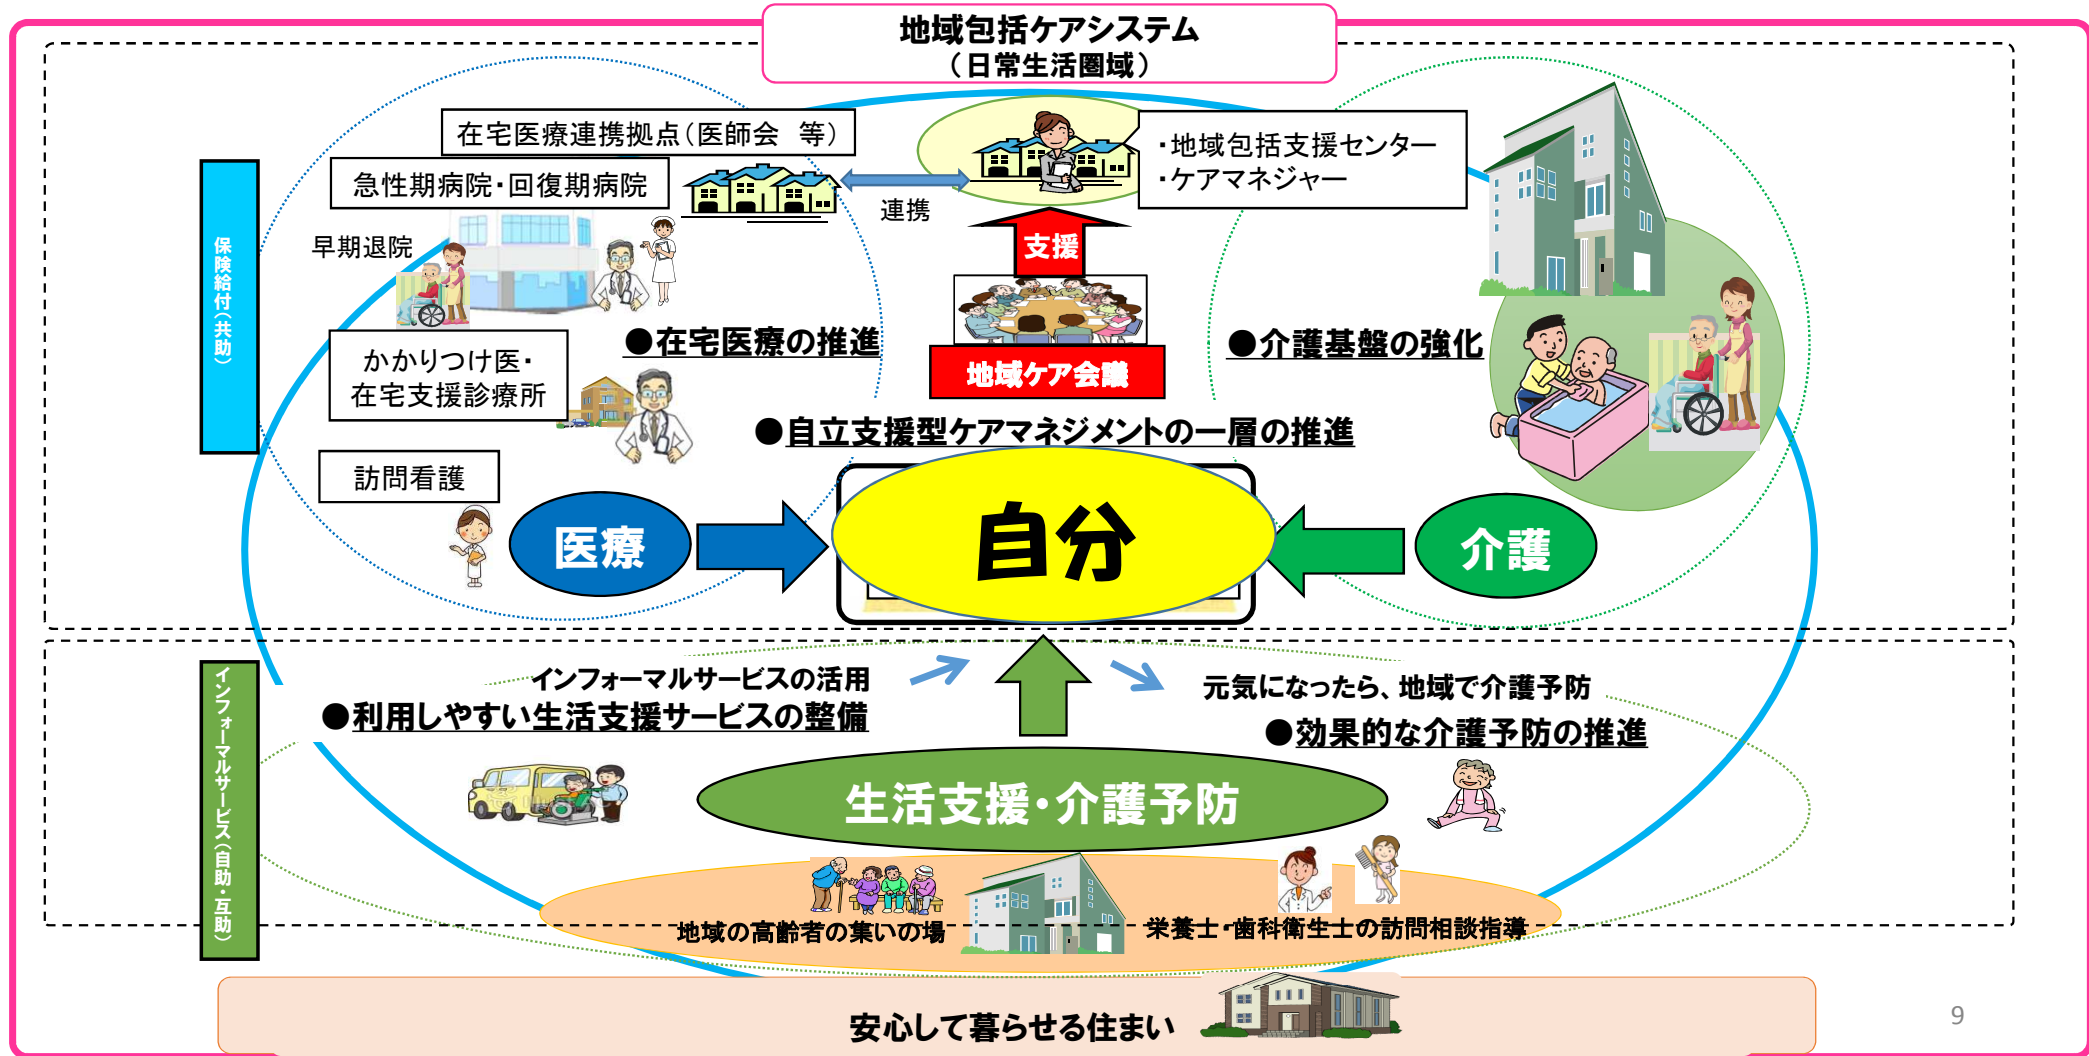 地域包括ケアシステム
（日常生活圏域）
在宅医療連携拠点（医師会　等）
・地域包括支援センター
・ケアマネジャー
急性期病院・回復期病院
連携
早期退院
支援
保険給付（共助）
●在宅医療の推進
●介護基盤の強化
かかりつけ医・
在宅支援診療所
地域ケア会議
●自立支援型ケアマネジメントの一層の推進
訪問看護
医療
自分
介護
インフォーマルサービス（自助・互助）
インフォーマルサービスの活用
●利用しやすい生活支援サービスの整備
元気になったら、地域で介護予防
●効果的な介護予防の推進
生活支援・介護予防
地域の高齢者の集いの場
栄養士・歯科衛生士の訪問相談指導
安心して暮らせる住まい
9